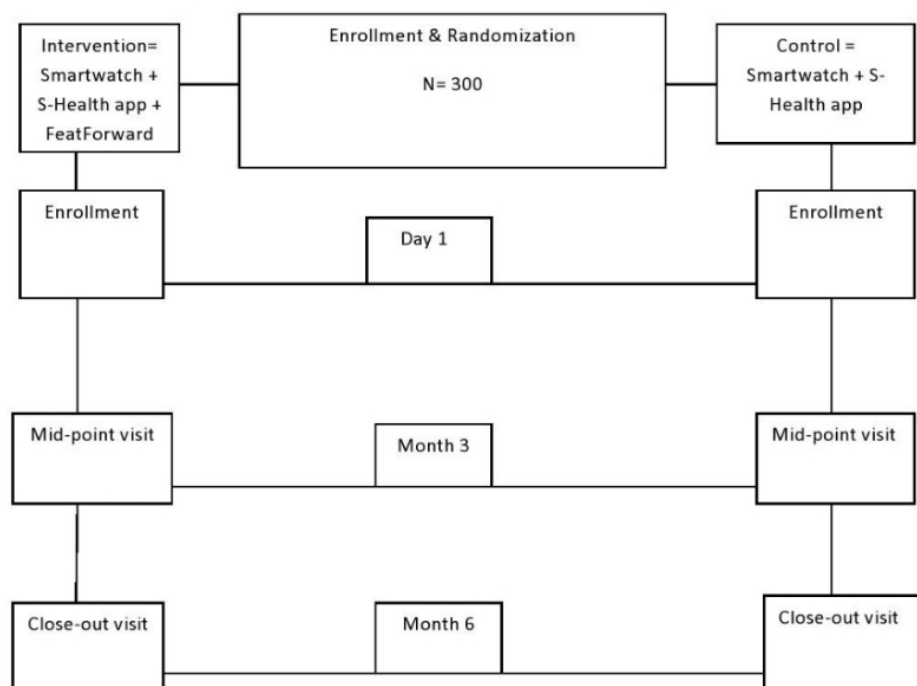 Intervention=
Smartwatch +
S-Health app +
FeatForward
Enrollment & Randomization
N= 300
Control =
Smartwatch + S-
Health app
Enrollment
Day 1
Enrollment
Mid-point visit
Month 3
Mid-point visit
Close-out visit
Month 6
Close-out visit